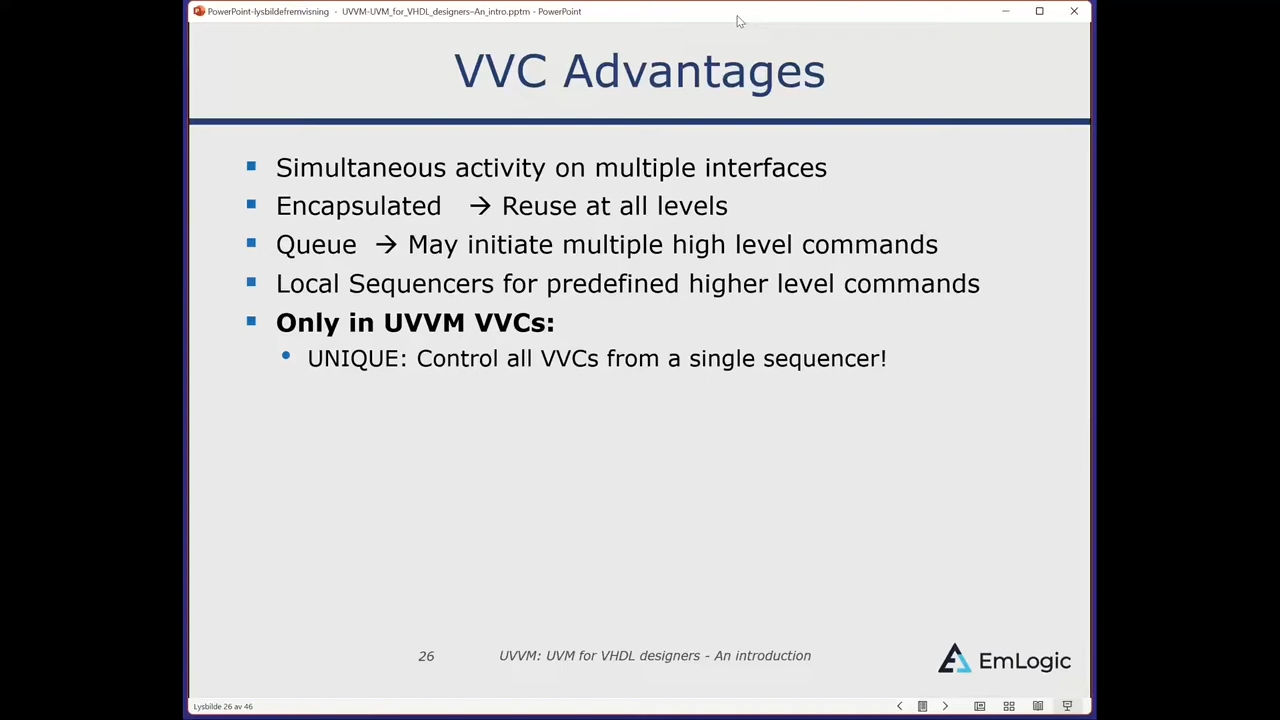 PowerPoint-lysbildefremvisning - UVVM-UVM_for_VHDL_designers–An_intro.pptm - PowerPoint
VVC Advantages
Simultaneous activity on multiple interfaces
Encapsulated → Reuse at all levels
Queue → May initiate multiple high level commands
Local Sequencers for predefined higher level commands
Only in UVVM VVCs:
UNIQUE: Control all VVCs from a single sequencer!
26
UVVM: UVM for VHDL designers - An introduction
EmLogic
Lysbilde 26 av 46